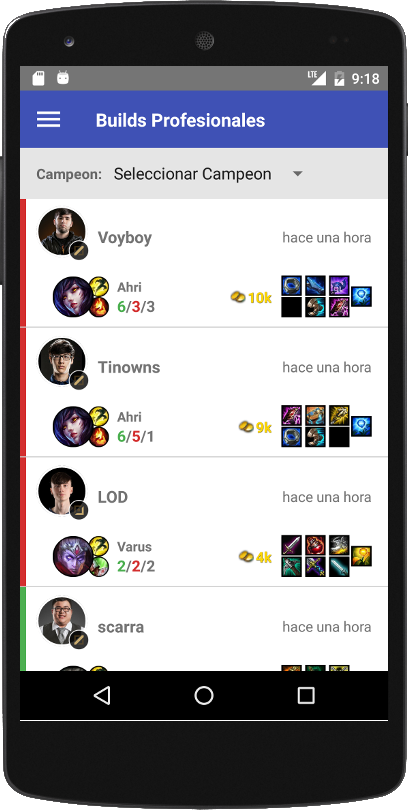 LTE 9:18
Builds Profesionales
Campeon: Seleccionar Campeon
Voyboy hace una hora
Ahri
6/3/3 10k
Tinowns hace una hora
Ahri
6/5/1 9k
LOD hace una hora
Varus
2/2/2 4k
scarra hace una hora